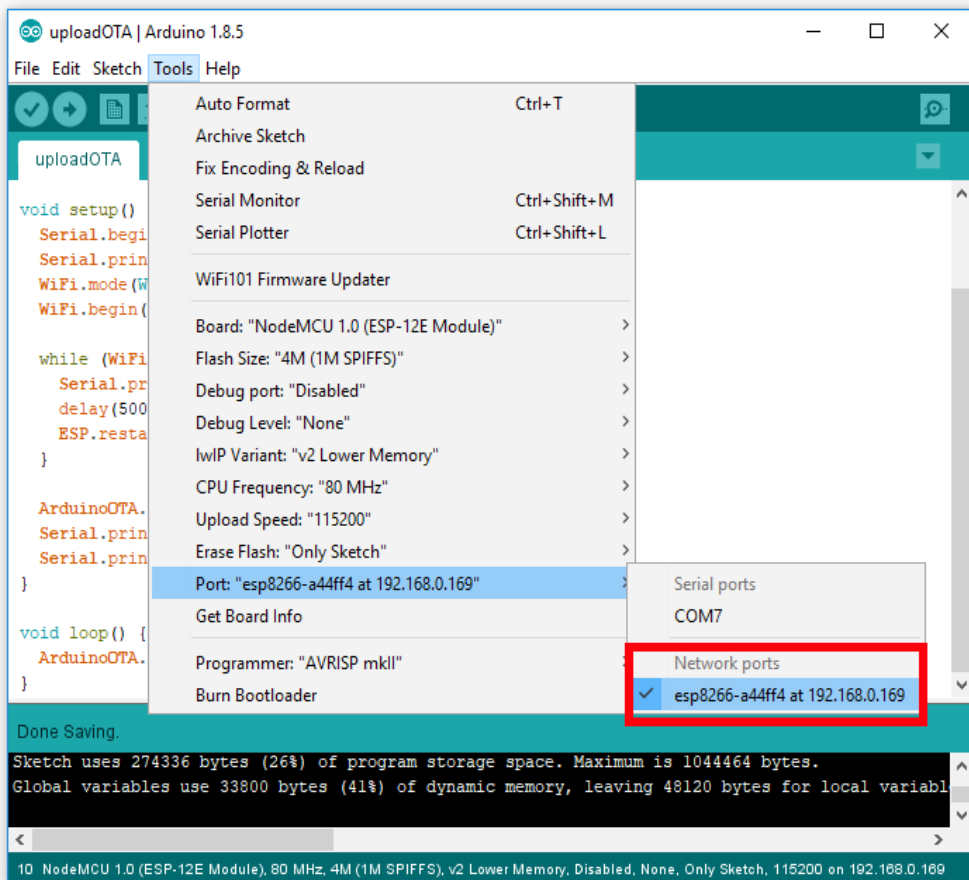 uploadOTA | Arduino 1.8.5
File Edit Sketch Tools Help
uploadOTA
Auto Format Ctrl+T
Archive Sketch
Fix Encoding & Reload
Serial Monitor Ctrl+Shift+M
Serial Plotter Ctrl+Shift+L
WiFi101 Firmware Updater
Board: "NodeMCU 1.0 (ESP-12E Module)"
Flash Size: "4M (1M SPIFFS)"
Debug port: "Disabled"
Debug Level: "None"
lwIP Variant: "v2 Lower Memory"
CPU Frequency: "80 MHz"
Upload Speed: "115200"
Erase Flash: "Only Sketch"
Port: "esp8266-a44ff4 at 192.168.0.169"
Get Board Info
Programmer: "AVRISP mkII"
Burn Bootloader
Serial ports
COM7
Network ports
esp8266-a44ff4 at 192.168.0.169
void setup()
Serial.begi
Serial.prin
WiFi.mode(W
WiFi.begin(
while (WiFi
Serial.pr
delay(500
ESP.resta
}
ArduinoOTA.
Serial.prin
Serial.prin
}
void loop() {
ArduinoOTA.
}
Done Saving.
Sketch uses 274336 bytes (26%) of program storage space. Maximum is 1044464 bytes.
Global variables use 33800 bytes (41%) of dynamic memory, leaving 48120 bytes for local variabl
10 NodeMCU 1.0 (ESP-12E Module), 80 MHz, 4M (1M SPIFFS), v2 Lower Memory, Disabled, None, Only Sketch, 115200 on 192.168.0.169